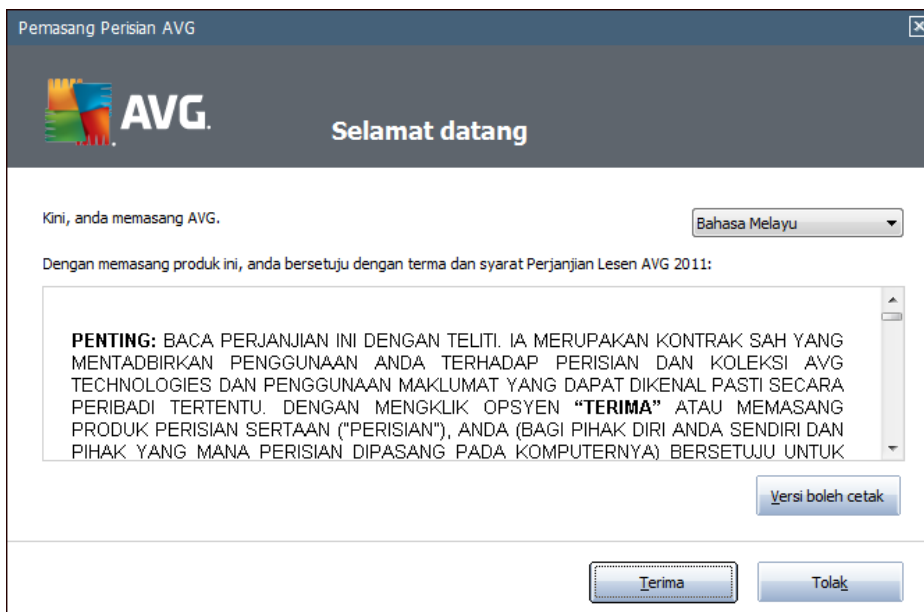 Pemasang Perisian AVG
AVG.
Selamat datang
Kini, anda memasang AVG.
Bahasa Melayu
Dengan memasang produk ini, anda bersetuju dengan terma dan syarat Perjanjian Lesen AVG 2011:
PENTING: BACA PERJANJIAN INI DENGAN TELITI. IA MERUPAKAN KONTRAK SAH YANG
MENTADBIRKAN PENGGUNAAN ANDA TERHADAP PERISIAN DAN KOLEKSI AVG
TECHNOLOGIES DAN PENGGUNAAN MAKLUMAT YANG DAPAT DIKENAL PASTI SECARA
PERIBADI TERTENTU. DENGAN MENGKLIK OPSYEN “TERIMA” ATAU MEMASANG
PRODUK PERISIAN SERTAAN ("PERISIAN"), ANDA (BAGI PIHAK DIRI ANDA SENDIRI DAN
PIHAK YANG MANA PERISIAN DIPASANG PADA KOMPUTERNYA) BERSETUJU UNTUK
Versi boleh cetak
Terima
Tolak